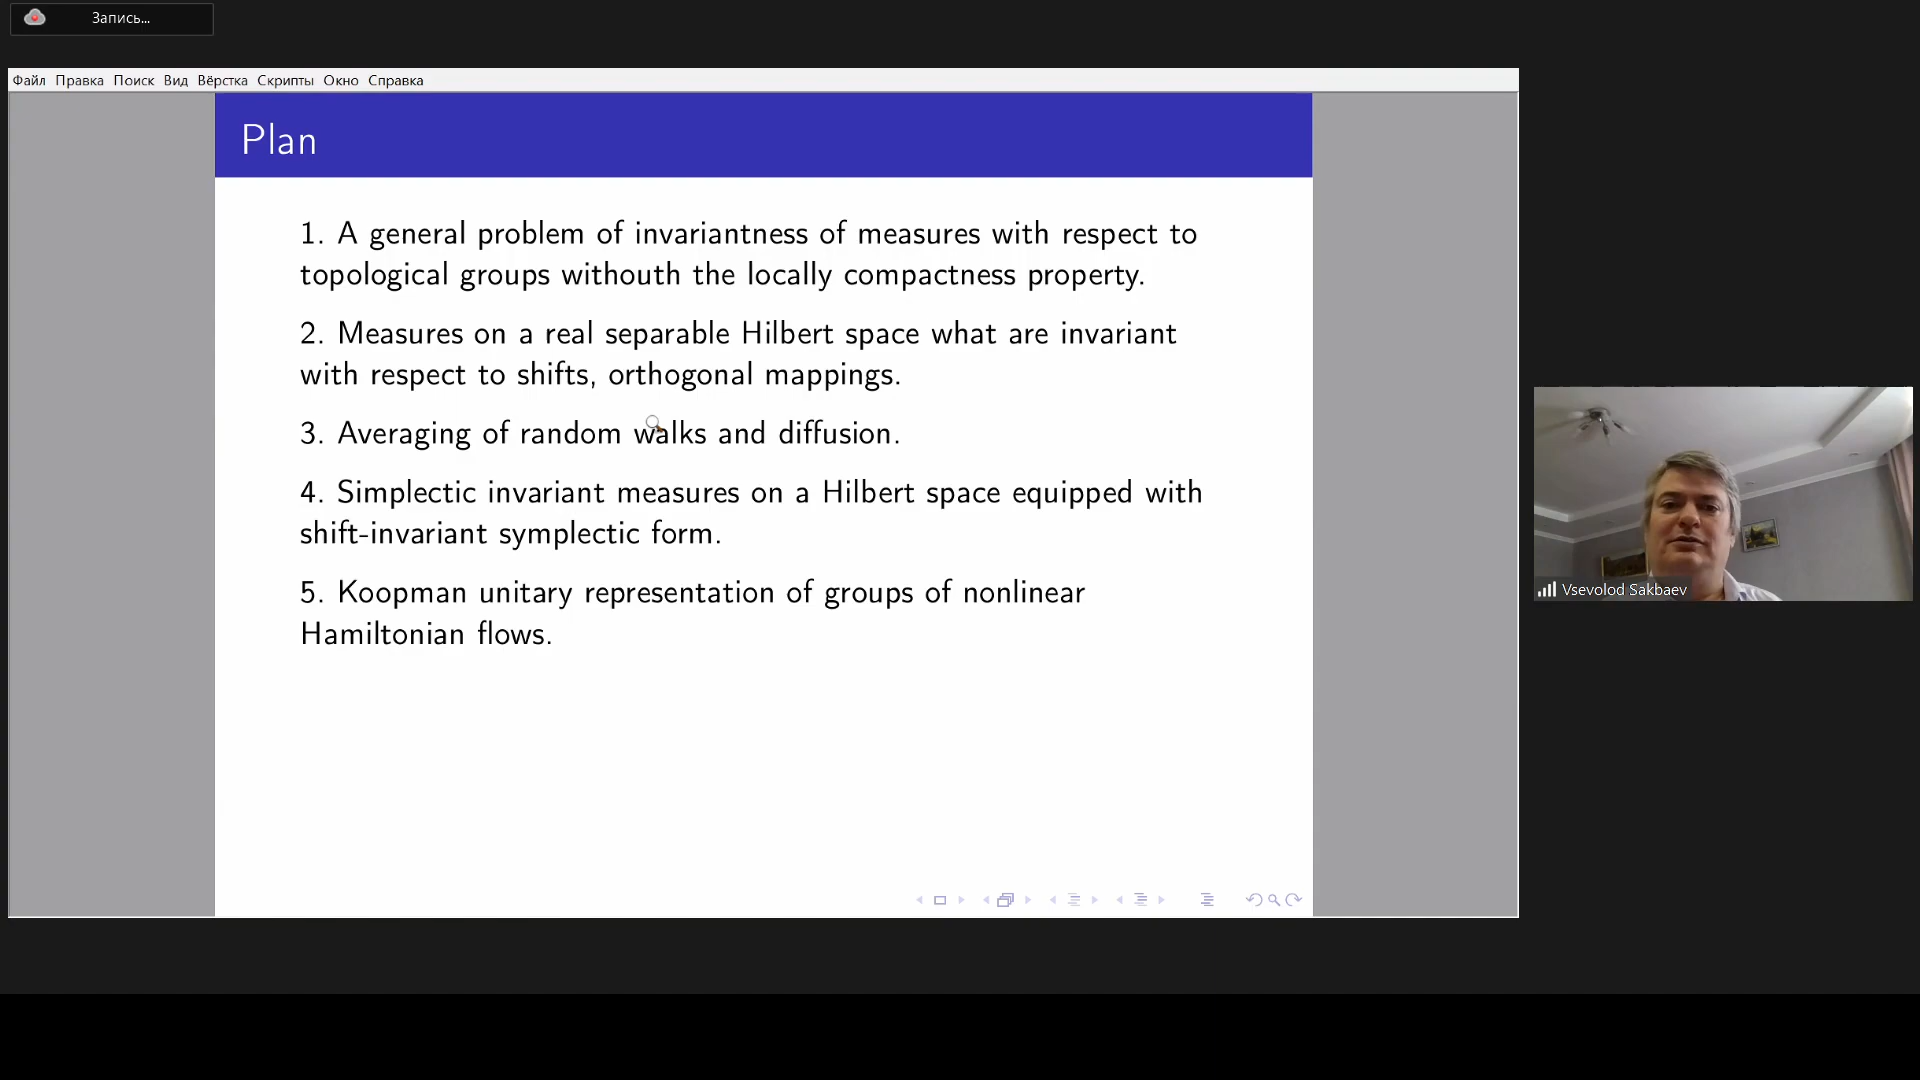 Запись...
Файл Правка Поиск Вид Вёрстка Скрипты Окно Справка
Plan
1. A general problem of invariantness of measures with respect to
topological groups withouth the locally compactness property.
2. Measures on a real separable Hilbert space what are invariant
with respect to shifts, orthogonal mappings.
3. Averaging of random walks and diffusion.
4. Simplectic invariant measures on a Hilbert space equipped with
shift-invariant symplectic form.
5. Koopman unitary representation of groups of nonlinear
Hamiltonian flows.
Vsevolod Sakbaev